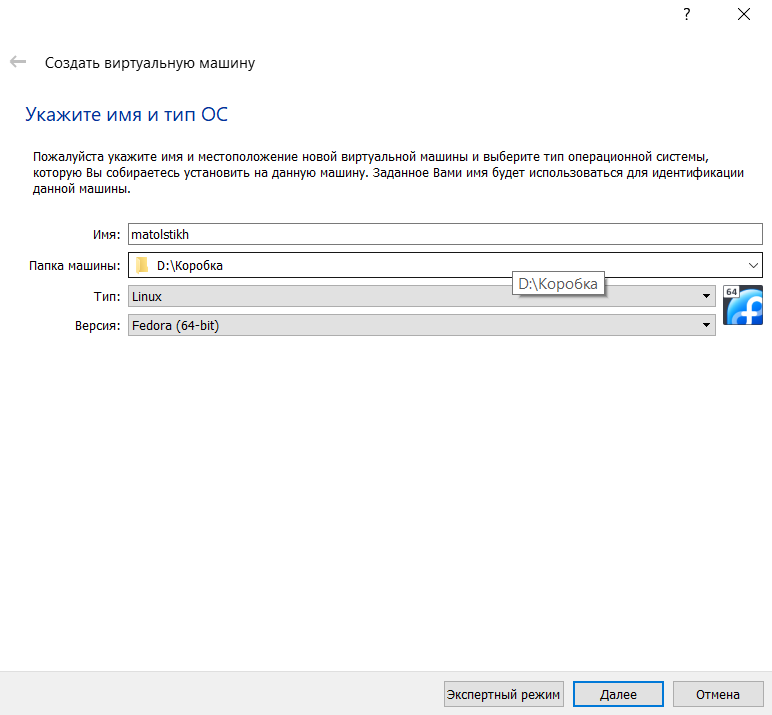 ?
Создать виртуальную машину
Укажите имя и тип ОС
Пожалуйста укажите имя и местоположение новой виртуальной машины и выберите тип операционной системы,
которую Вы собираетесь установить на данную машину. Заданное Вами имя будет использоваться для идентификации
данной машины.
Имя: matolstikh
Папка машины: D:\Коробка
D:\Коробка
Тип: Linux
64
Версия: Fedora (64-bit)
Экспертный режим Далее Отмена